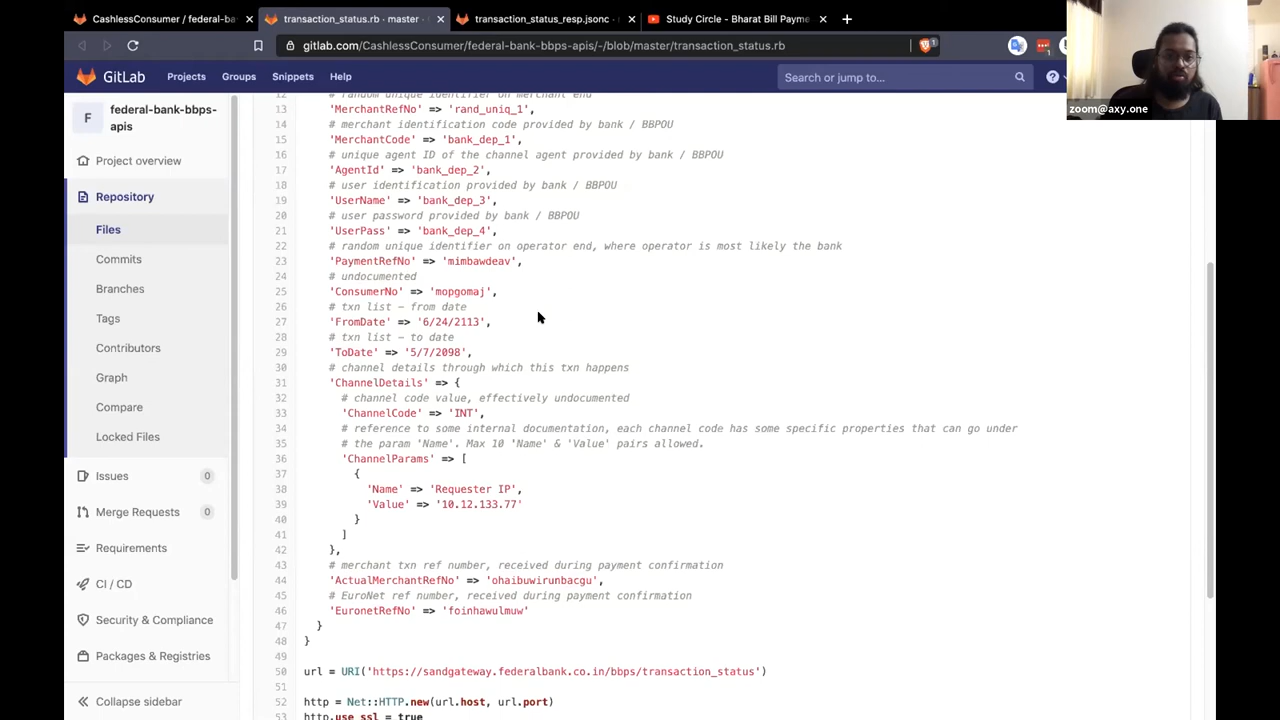 CashlessConsumer / federal-ba
transaction_status.rb · master ·
transaction_status_resp.jsonc ·
Study Circle - Bharat Bill Payme
gitlab.com/CashlessConsumer/federal-bank-bbps-apis/-/blob/master/transaction_status.rb
1
GitLab
Projects
Groups
Snippets
Help
Search or jump to...
zoom@axy.one
F
federal-bank-bbps-
apis
Project overview
Repository
Files
Commits
Branches
Tags
Contributors
Graph
Compare
Locked Files
Issues 0
Merge Requests 0
Requirements
CI / CD
Security & Compliance
Packages & Registries
Collapse sidebar
12 # random unique identifier on merchant end
13 'MerchantRefNo' => 'rand_uniq_1',
14 # merchant identification code provided by bank / BBPOU
15 'MerchantCode' => 'bank_dep_1',
16 # unique agent ID of the channel agent provided by bank / BBPOU
17 'AgentId' => 'bank_dep_2',
18 # user identification provided by bank / BBPOU
19 'UserName' => 'bank_dep_3',
20 # user password provided by bank / BBPOU
21 'UserPass' => 'bank_dep_4',
22 # random unique identifier on operator end, where operator is most likely the bank
23 'PaymentRefNo' => 'mimbawdeav',
24 # undocumented
25 'ConsumerNo' => 'mopgomaj',
26 # txn list – from date
27 'FromDate' => '6/24/2113',
28 # txn list – to date
29 'ToDate' => '5/7/2098',
30 # channel details through which this txn happens
31 'ChannelDetails' => {
32 # channel code value, effectively undocumented
33 'ChannelCode' => 'INT',
34 # reference to some internal documentation, each channel code has some specific properties that can go under
35 # the param 'Name'. Max 10 'Name' & 'Value' pairs allowed.
36 'ChannelParams' => [
37 {
38 'Name' => 'Requester IP',
39 'Value' => '10.12.133.77'
40 }
41 ]
42 },
43 # merchant txn ref number, received during payment confirmation
44 'ActualMerchantRefNo' => 'ohaibuwirunbacgu',
45 # EuroNet ref number, received during payment confirmation
46 'EuronetRefNo' => 'foinhawulmuw'
47 }
48 }
49
50 url = URI('https://sandgateway.federalbank.co.in/bbps/transaction_status')
51
52 http = Net::HTTP.new(url.host, url.port)
53 http.use_ssl = true